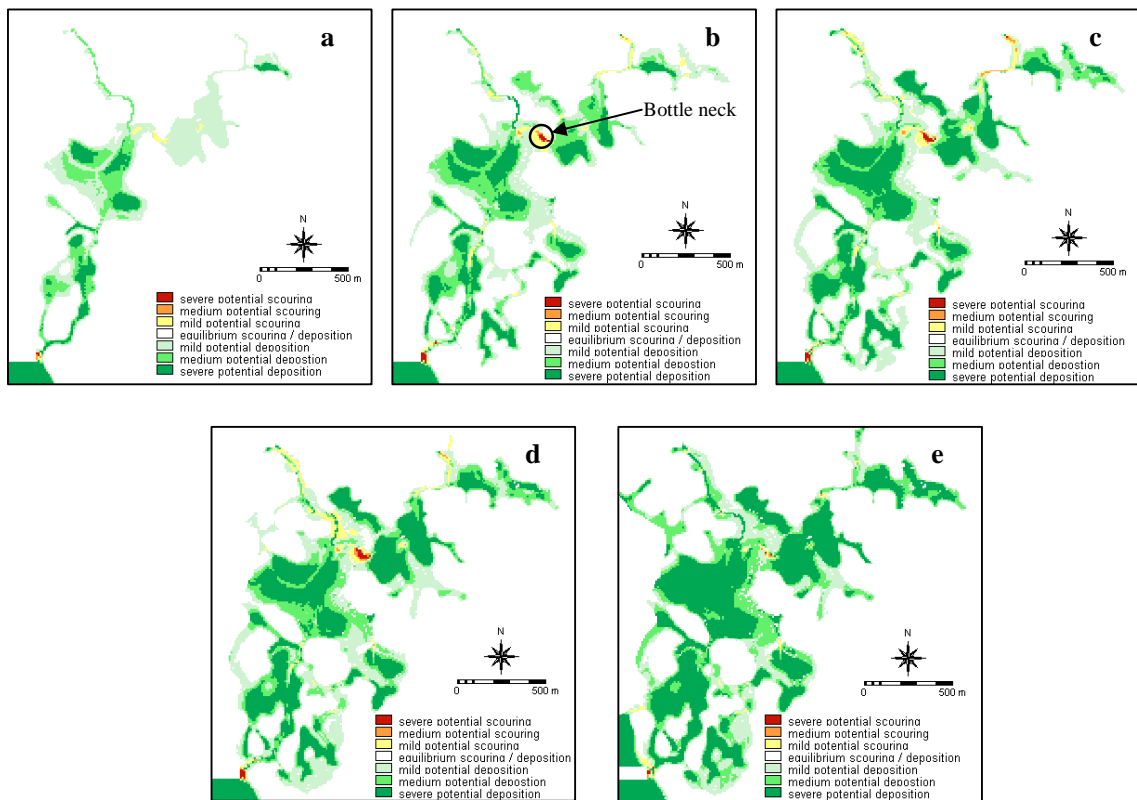 a
N
0 500 m
severe potential scouring
medium potential scouring
mild potential scouring
equilibrium scouring / deposition
mild potential deposition
medium potential depostion
severe potential deposition
b
Bottle neck
N
0 500 m
severe potential scouring
medium potential scouring
mild potential scouring
equilibrium scouring / deposition
mild potential deposition
medium potential depostion
severe potential deposition
c
N
0 500 m
severe potential scouring
medium potential scouring
mild potential scouring
equilibrium scouring / deposition
mild potential deposition
medium potential depostion
severe potential deposition
d
N
0 500 m
severe potential scouring
medium potential scouring
mild potential scouring
equilibrium scouring / deposition
mild potential deposition
medium potential depostion
severe potential deposition
e
N
0 500 m
severe potential scouring
medium potential scouring
mild potential scouring
equilibrium scouring / deposition
mild potential deposition
medium potential depostion
severe potential deposition